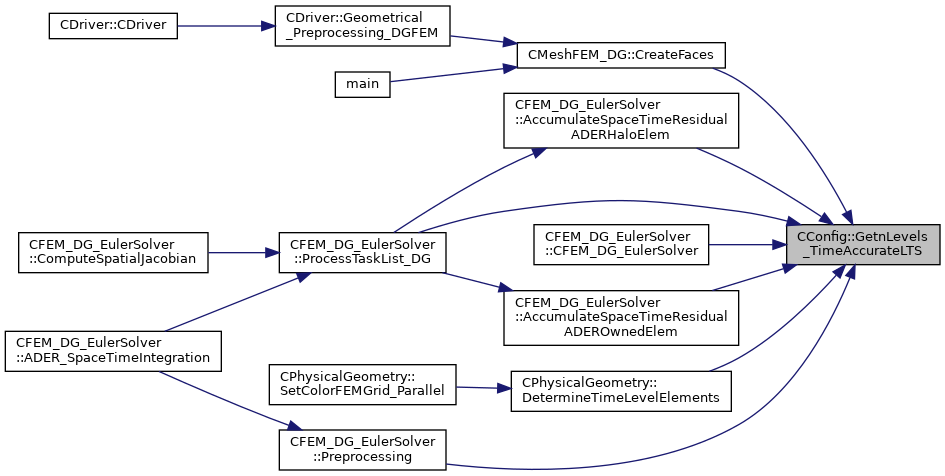 CDriver::CDriver
CDriver::Geometrical
_Preprocessing_DGFEM
CMeshFEM_DG::CreateFaces
main
CFEM_DG_EulerSolver
::AccumulateSpaceTimeResidual
ADERHaloElem
CFEM_DG_EulerSolver
::ComputeSpatialJacobian
CFEM_DG_EulerSolver
::ProcessTaskList_DG
CFEM_DG_EulerSolver
::CFEM_DG_EulerSolver
CConfig::GetnLevels
_TimeAccurateLTS
CFEM_DG_EulerSolver
::AccumulateSpaceTimeResidual
ADEROwnedElem
CFEM_DG_EulerSolver
::ADER_SpaceTimeIntegration
CPhysicalGeometry::
SetColorFEMGrid_Parallel
CPhysicalGeometry::
DetermineTimeLevelElements
CFEM_DG_EulerSolver
::Preprocessing